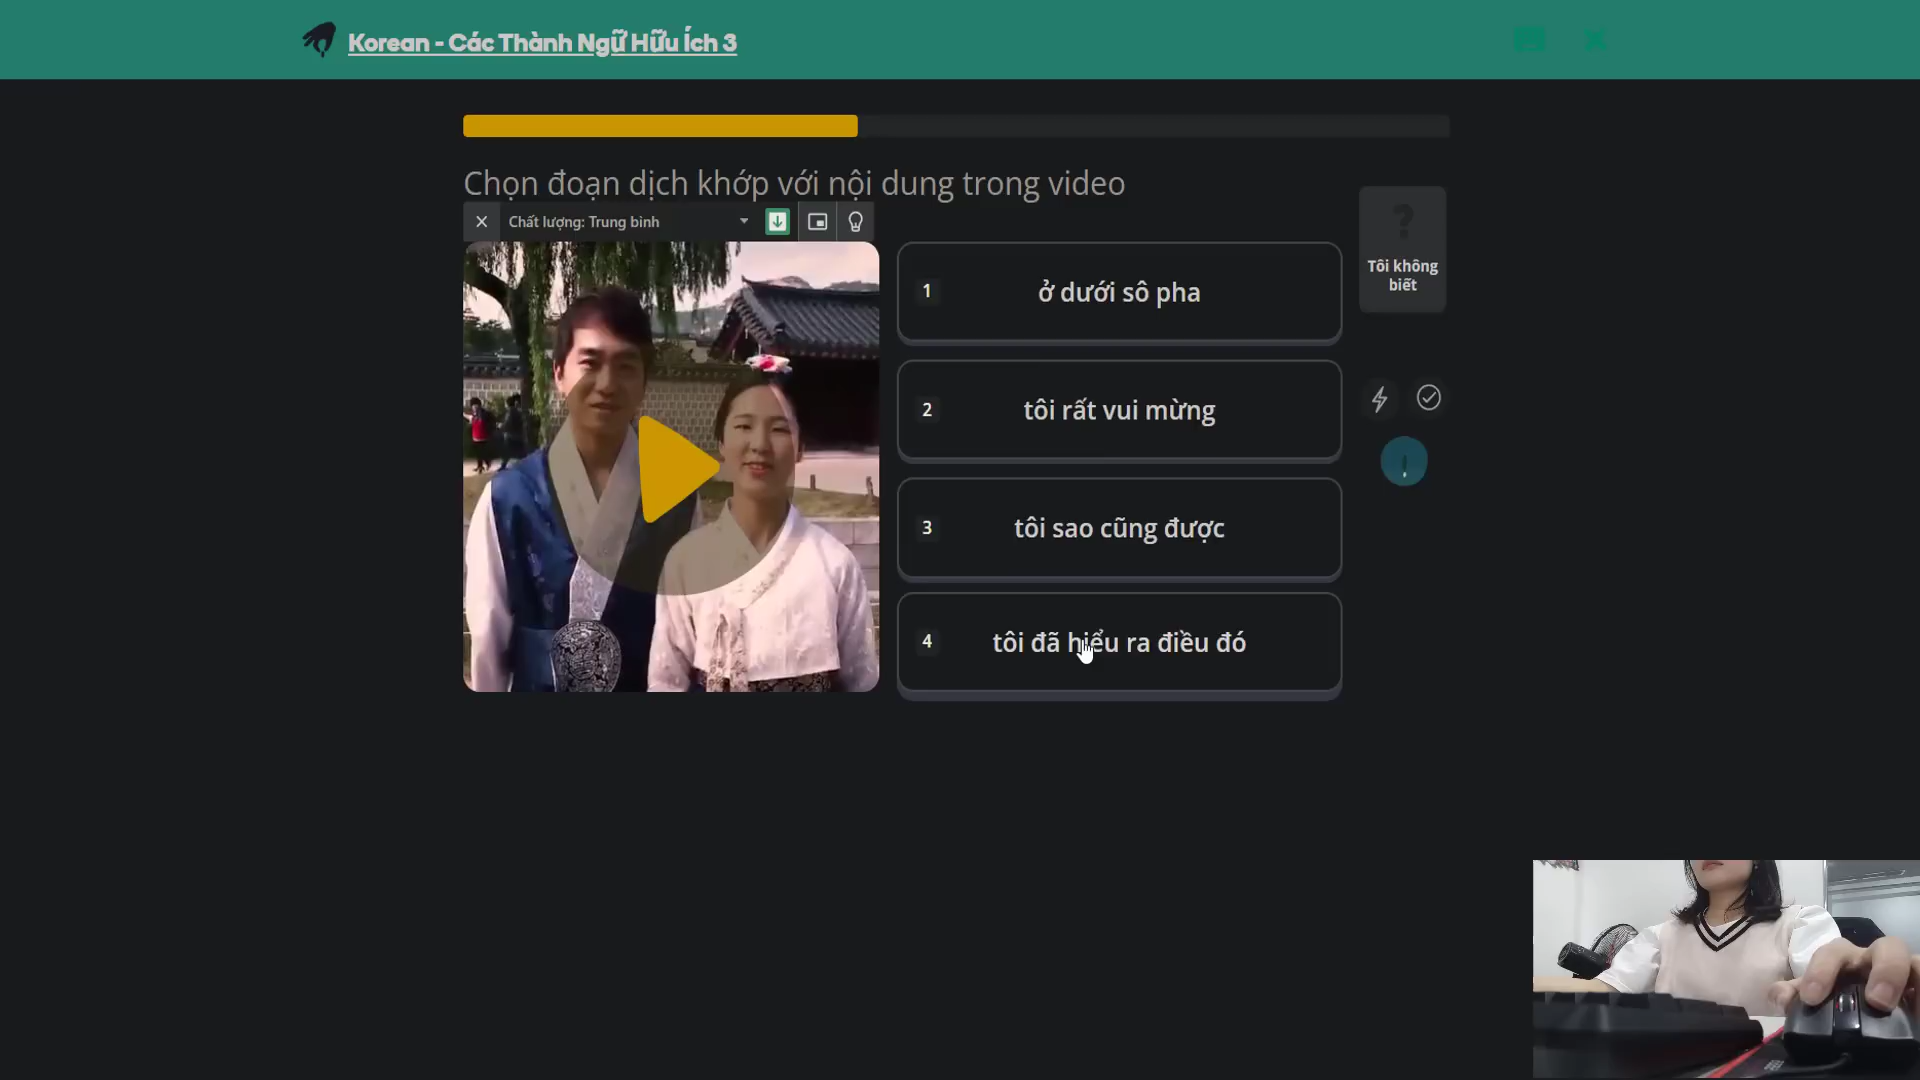 Korean - Các Thành Ngữ Hữu Ích 3
Chọn đoạn dịch khớp với nội dung trong video
Chất lượng: Trung bình
1 ở dưới sô pha
2 tôi rất vui mừng
3 tôi sao cũng được
4 tôi đã hiểu ra điều đó
?
Tôi không
biết